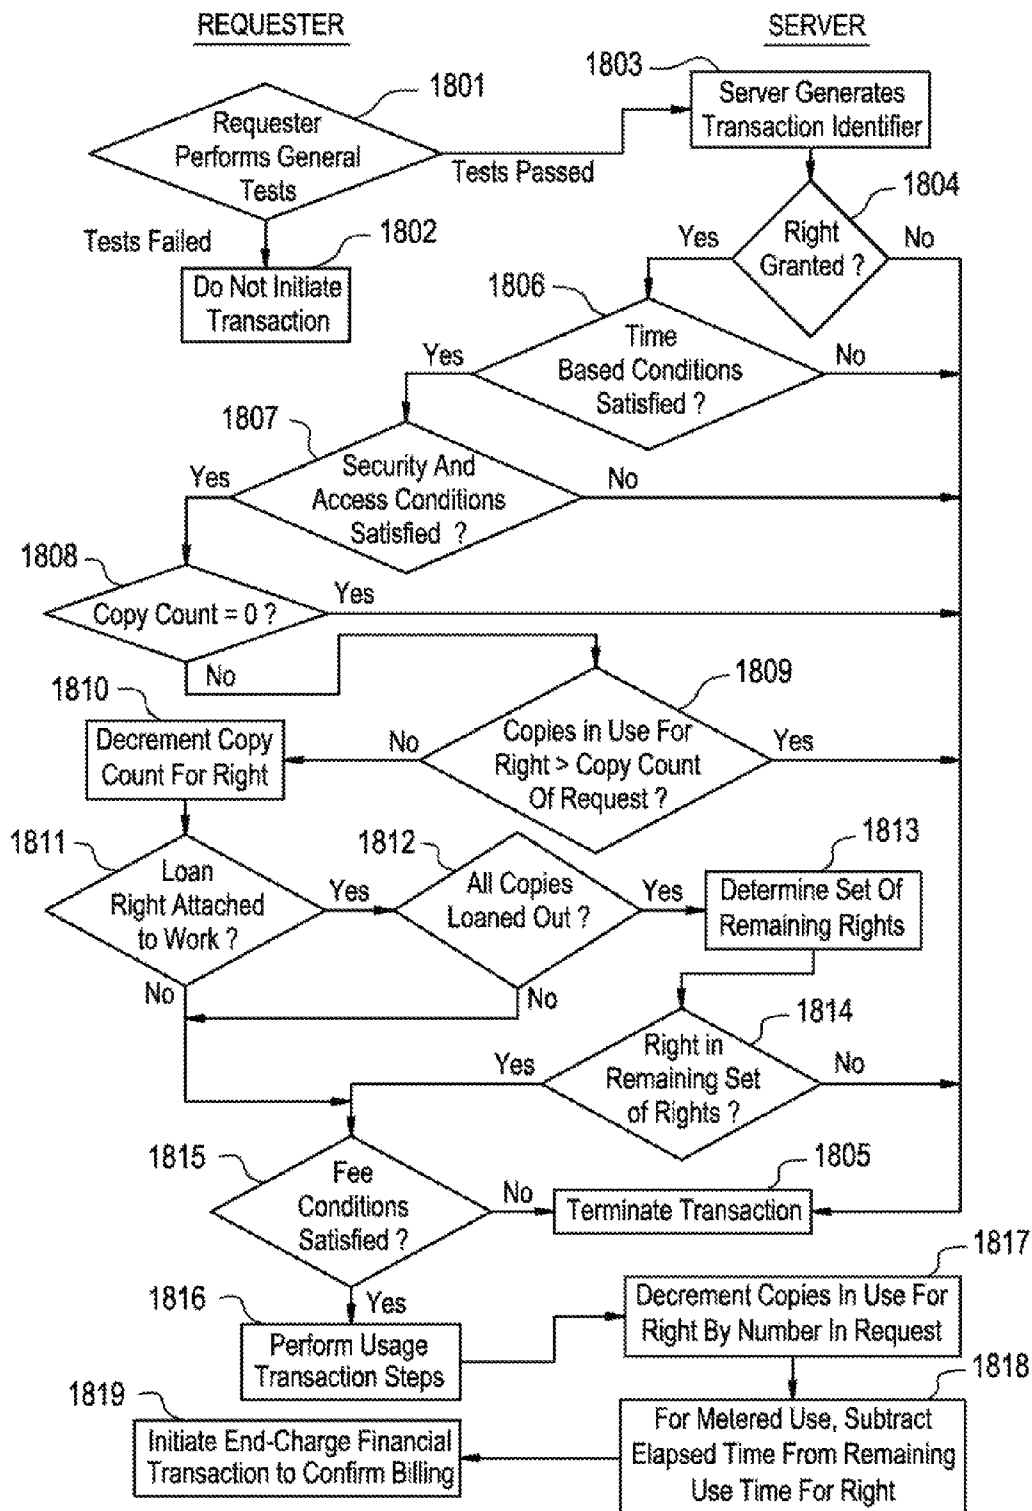 REQUESTER
SERVER
1801
1803
Requester
Performs General
Tests
Server Generates
Transaction Identifier
Tests Passed
1804
Tests Failed
1802
Yes
Right
Granted ?
No
Do Not Initiate
Transaction
1806
Time
Based Conditions
Satisfied ?
Yes
No
1807
Security And
Access Conditions
Satisfied ?
Yes
No
1808
Copy Count = 0 ?
Yes
No
1809
1810
Decrement Copy
Count For Right
No
Copies in Use For
Right > Copy Count
Of Request ?
Yes
1811
Loan
Right Attached
to Work ?
Yes
1812
All Copies
Loaned Out ?
Yes
1813
Determine Set Of
Remaining Rights
No
No
1814
Right in
Remaining Set
of Rights ?
Yes
No
1815
Fee
Conditions
Satisfied ?
No
1805
Terminate Transaction
1816
Yes
1817
Perform Usage
Transaction Steps
Decrement Copies In Use For
Right By Number In Request
1818
1819
Initiate End-Charge Financial
Transaction to Confirm Billing
For Metered Use, Subtract
Elapsed Time From Remaining
Use Time For Right